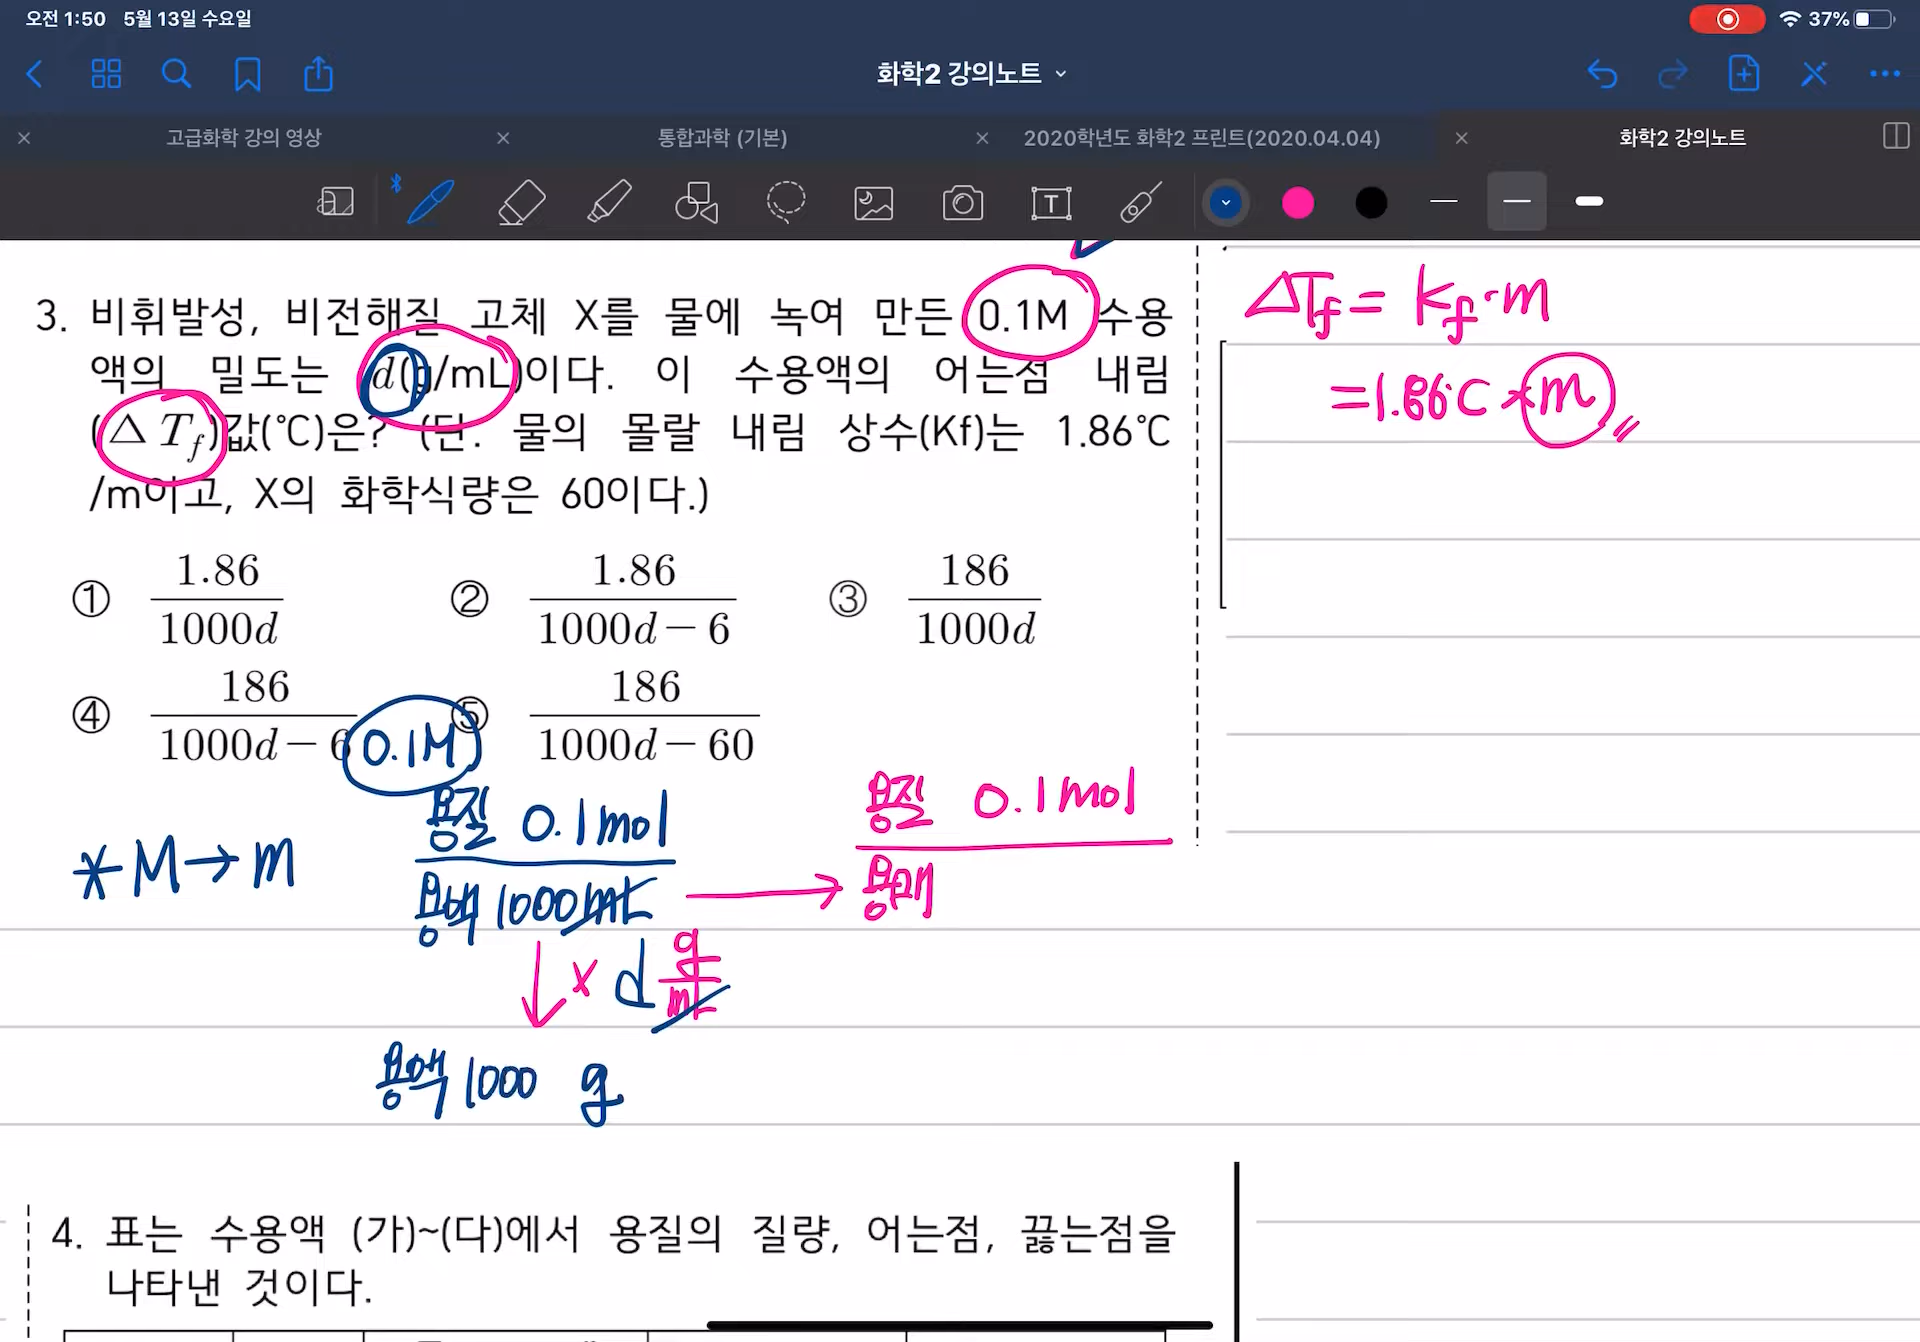 오전 1:50 5월 13일 수요일
37%
화학2 강의노트
고급화학 강의 영상
통합과학 (기본)
2020학년도 화학2 프린트(2020.04.04)
화학2 강의노트
3. 비휘발성, 비전해질 고체 X를 물에 녹여 만든 0.1M 수용
액의 밀도는 d(g/mL)이다. 이 수용액의 어는점 내림
(△Tf)값(℃)은? (단. 물의 몰랄 내림 상수(Kf)는 1.86℃
/m이고, X의 화학식량은 60이다.)
① 1.86/1000d ② 1.86/1000d-6 ③ 186/1000d
④ 186/1000d-6 ⑤ 186/1000d-60
△Tf = kf·m
=1.86℃×m
0.1M
*M→m
용질 0.1mol
용액 1000mL
× d g/mL
용액 1000 g
용질 0.1mol
용매
4. 표는 수용액 (가)~(다)에서 용질의 질량, 어는점, 끓는점을
나타낸 것이다.